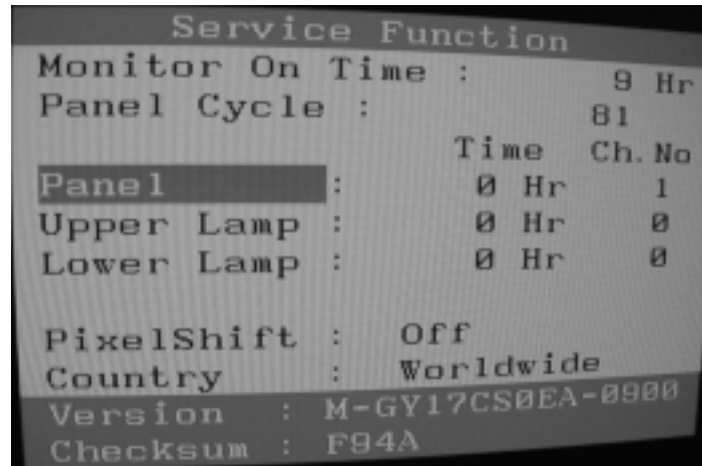 Service Function
Monitor On Time : 9 Hr
Panel Cycle : 81
Time Ch. No
Panel : 0 Hr 1
Upper Lamp : 0 Hr 0
Lower Lamp : 0 Hr 0
PixelShift : Off
Country : Worldwide
Version : M-GY17CS0EA-0900
Checksum : F94A